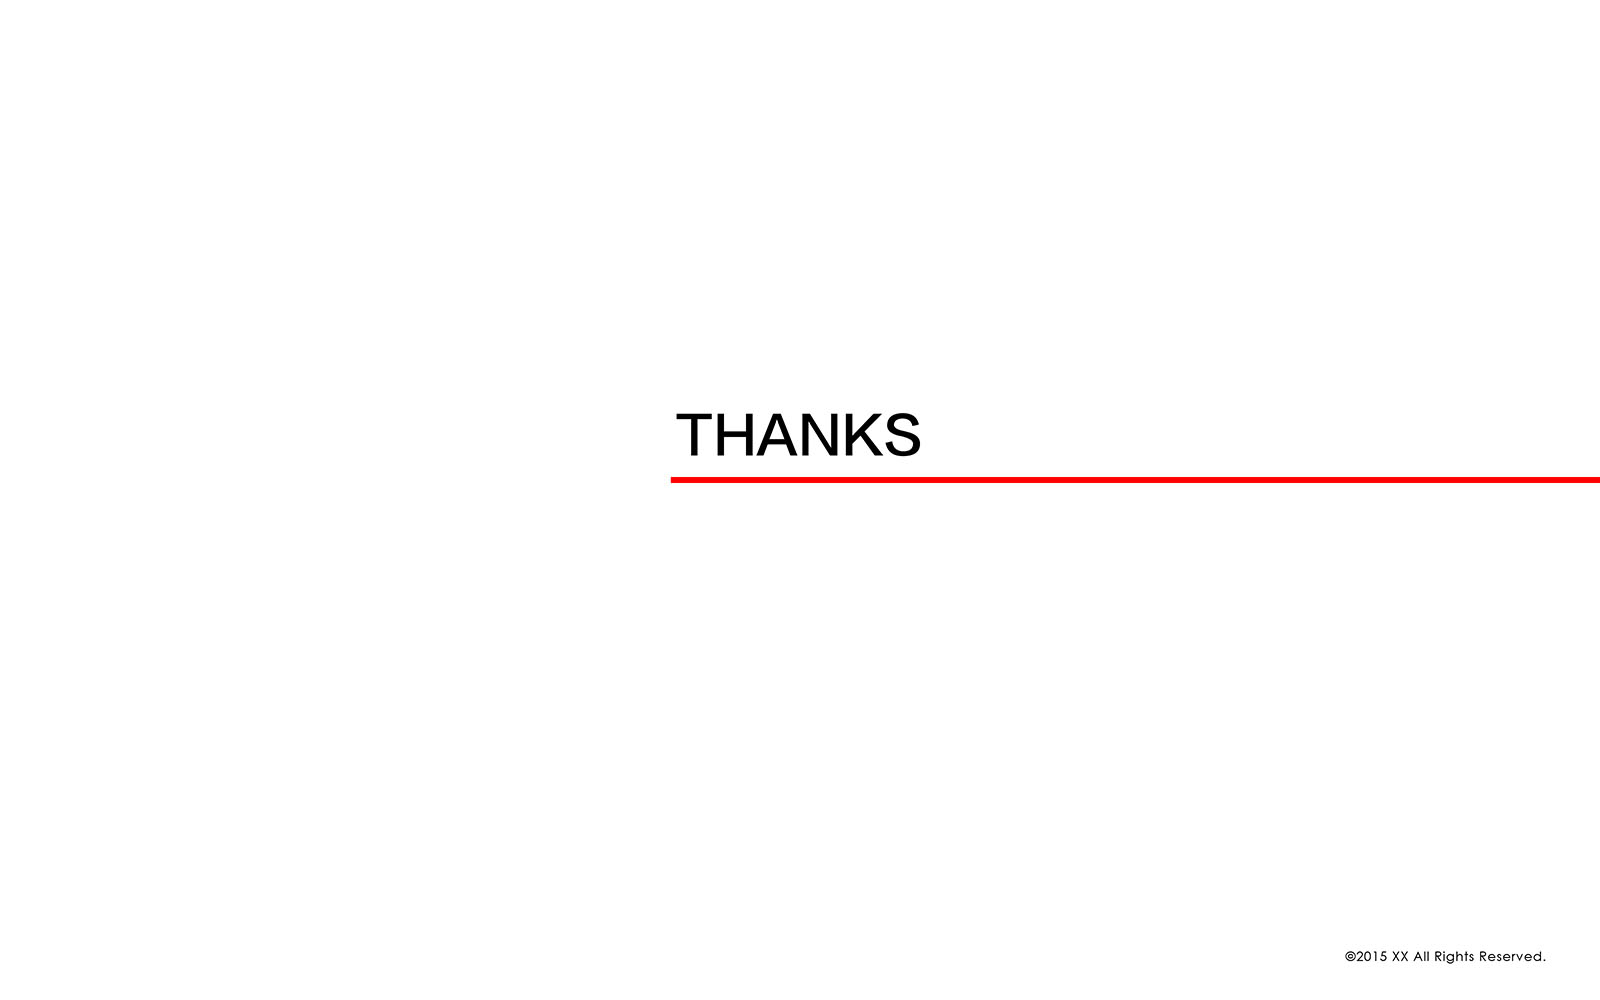 THANKS
©2015 XX All Rights Reserved.